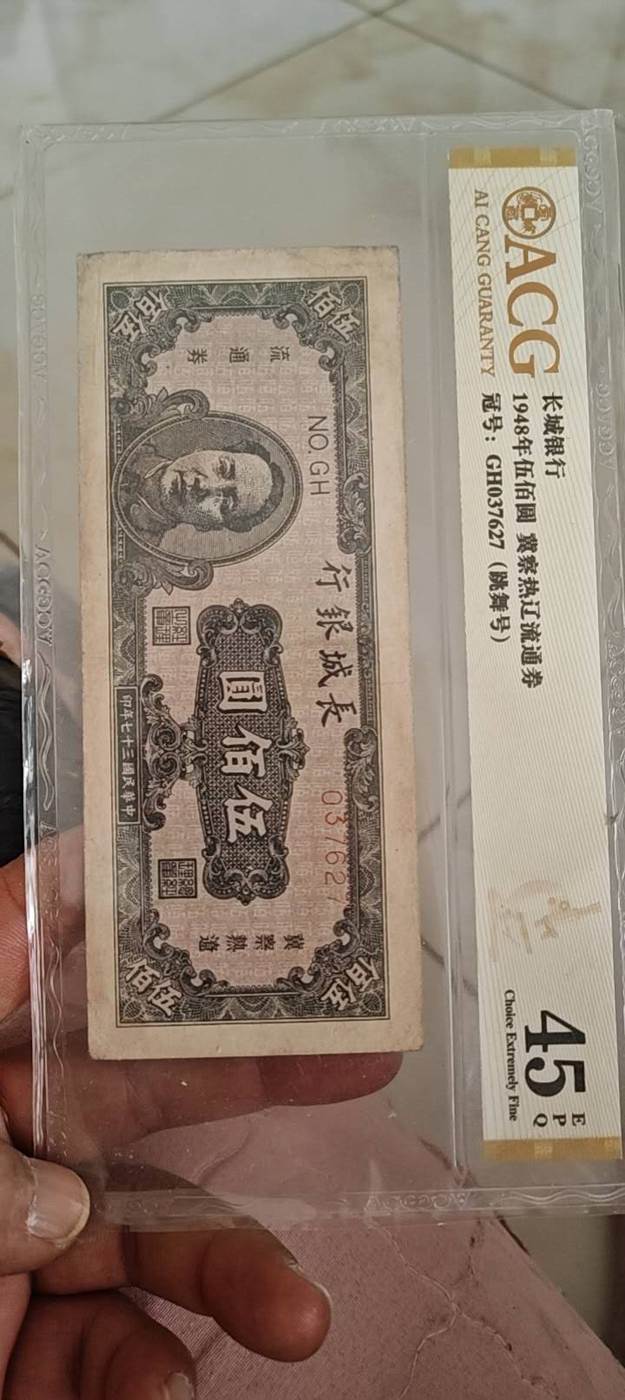 ACG
AI CANG GUARANTY
长城银行
1948年伍佰圆 冀察热辽流通券
冠号：GH037627（跳舞号）
45
EPQ
Choice Extremely Fine
伍佰
伍佰
行銀城長
NO.GH
037627
流通券
冀察熱遼
圓佰伍
印年七十三國民華中
伍佰
伍佰